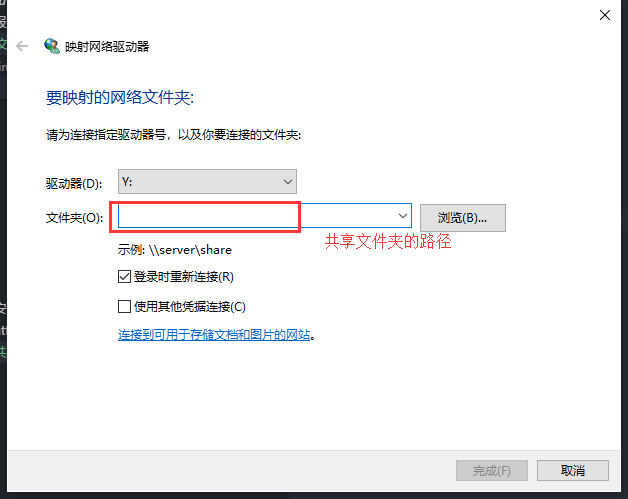 映射网络驱动器
要映射的网络文件夹:
请为连接指定驱动器号，以及你要连接的文件夹:
驱动器(D): Y:
文件夹(O): 浏览(B)...
共享文件夹的路径
示例: \\server\share
登录时重新连接(R)
使用其他凭据连接(C)
连接到可用于存储文档和图片的网站。
完成(F) 取消